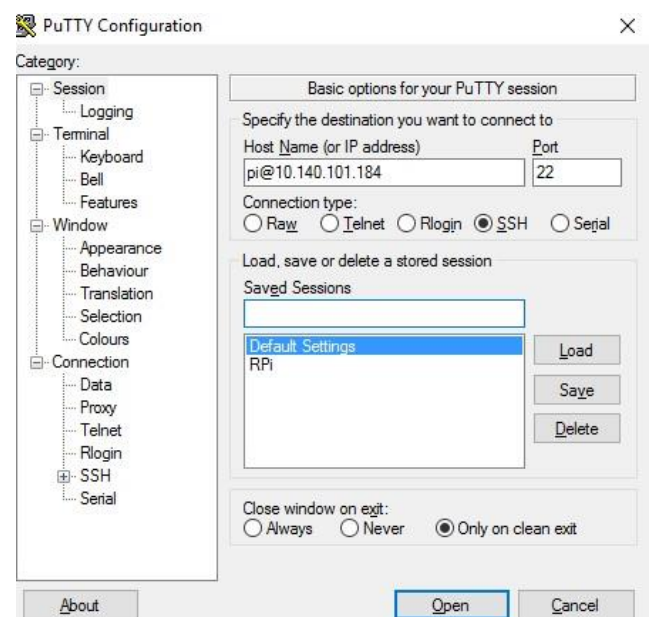 PuTTY Configuration
Category:
Session
Logging
Terminal
Keyboard
Bell
Features
Window
Appearance
Behaviour
Translation
Selection
Colours
Connection
Data
Proxy
Telnet
Rlogin
SSH
Serial
Basic options for your PuTTY session
Specify the destination you want to connect to
Host Name (or IP address) Port
pi@10.140.101.184 22
Connection type:
Raw Telnet Rlogin SSH Serial
Load, save or delete a stored session
Saved Sessions
Default Settings
RPi
Load
Save
Delete
Close window on exit:
Always Never Only on clean exit
About Open Cancel